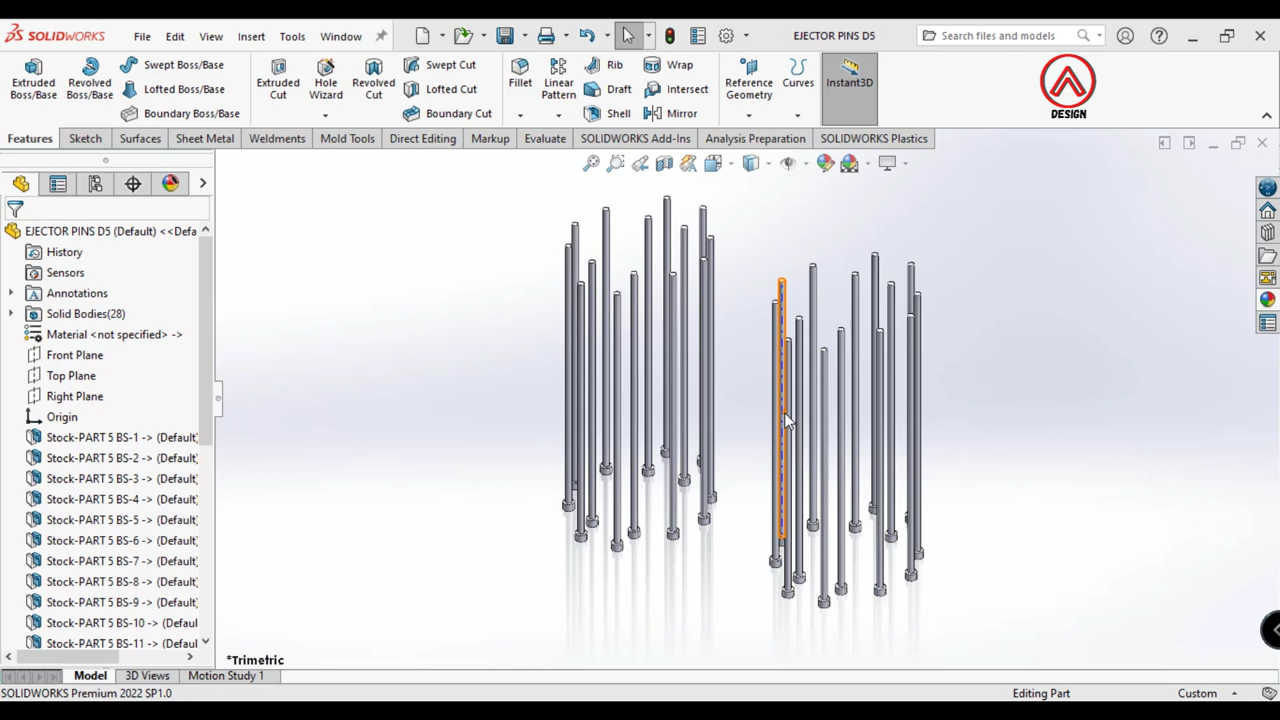 SOLIDWORKS File Edit View Insert Tools Window EJECTOR PINS D5 Search files and models
Extruded Boss/Base
Revolved Boss/Base
Swept Boss/Base
Lofted Boss/Base
Boundary Boss/Base
Extruded Cut
Hole Wizard
Revolved Cut
Swept Cut
Lofted Cut
Boundary Cut
Fillet
Linear Pattern
Rib
Draft
Shell
Wrap
Intersect
Mirror
Reference Geometry
Curves
Instant3D
DESIGN
Features Sketch Surfaces Sheet Metal Weldments Mold Tools Direct Editing Markup Evaluate SOLIDWORKS Add-Ins Analysis Preparation SOLIDWORKS Plastics
EJECTOR PINS D5 (Default) <<Defa
History
Sensors
Annotations
Solid Bodies(28)
Material <not specified> ->
Front Plane
Top Plane
Right Plane
Origin
Stock-PART 5 BS-1 -> (Default)
Stock-PART 5 BS-2 -> (Default)
Stock-PART 5 BS-3 -> (Default)
Stock-PART 5 BS-4 -> (Default)
Stock-PART 5 BS-5 -> (Default)
Stock-PART 5 BS-6 -> (Default)
Stock-PART 5 BS-7 -> (Default)
Stock-PART 5 BS-8 -> (Default)
Stock-PART 5 BS-9 -> (Default)
Stock-PART 5 BS-10 -> (Defaul
Stock-PART 5 BS-11 -> (Defaul
*Trimetric
Model 3D Views Motion Study 1
SOLIDWORKS Premium 2022 SP1.0 Editing Part Custom